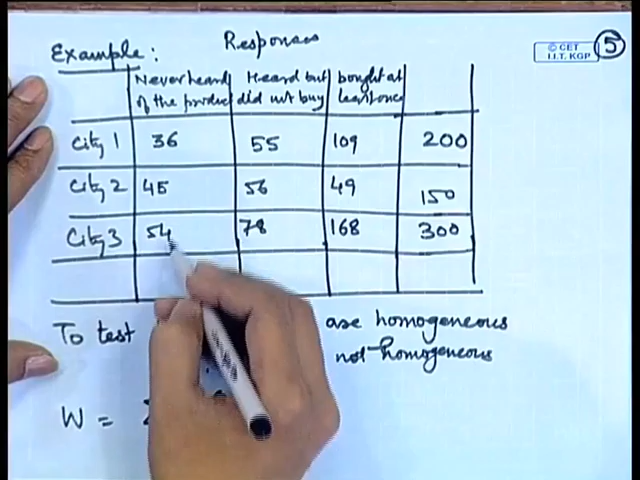 Example: Responses
© CET
I.I.T. KGP
5
Never heard of the product | Heard but did not buy | bought at least once
City 1 36 55 109 200
City 2 45 56 49 150
City 3 54 78 168 300
To test are homogeneous
not homogeneous
W =